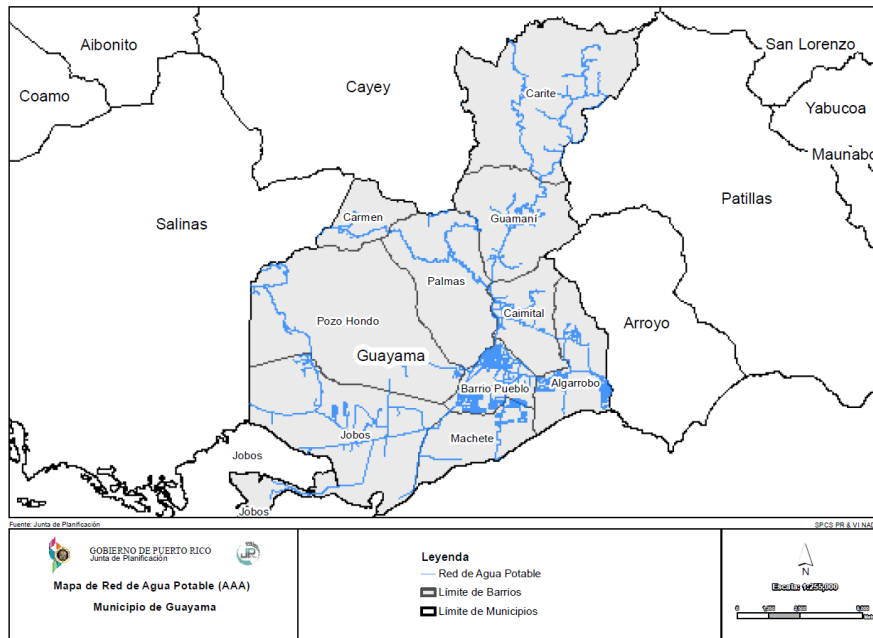 Aibonito
San Lorenzo
Cayey
Coamo
Carite
Yabucoa
Maunabo
Patillas
Salinas
Carmen
Guamaní
Palmas
Caimital
Pozo Hondo
Arroyo
Guayama
Algarrobo
Barrio Pueblo
Jobos
Machete
Jobos
Jobos
Fuente: Junta de Planificación
SPCS PR & VI NAD
GOBIERNO DE PUERTO RICO
Junta de Planificación
JP
Mapa de Red de Agua Potable (AAA)
Municipio de Guayama
Leyenda
Red de Agua Potable
Límite de Barrios
Límite de Municipios
N
Escala: 1:255,000
0